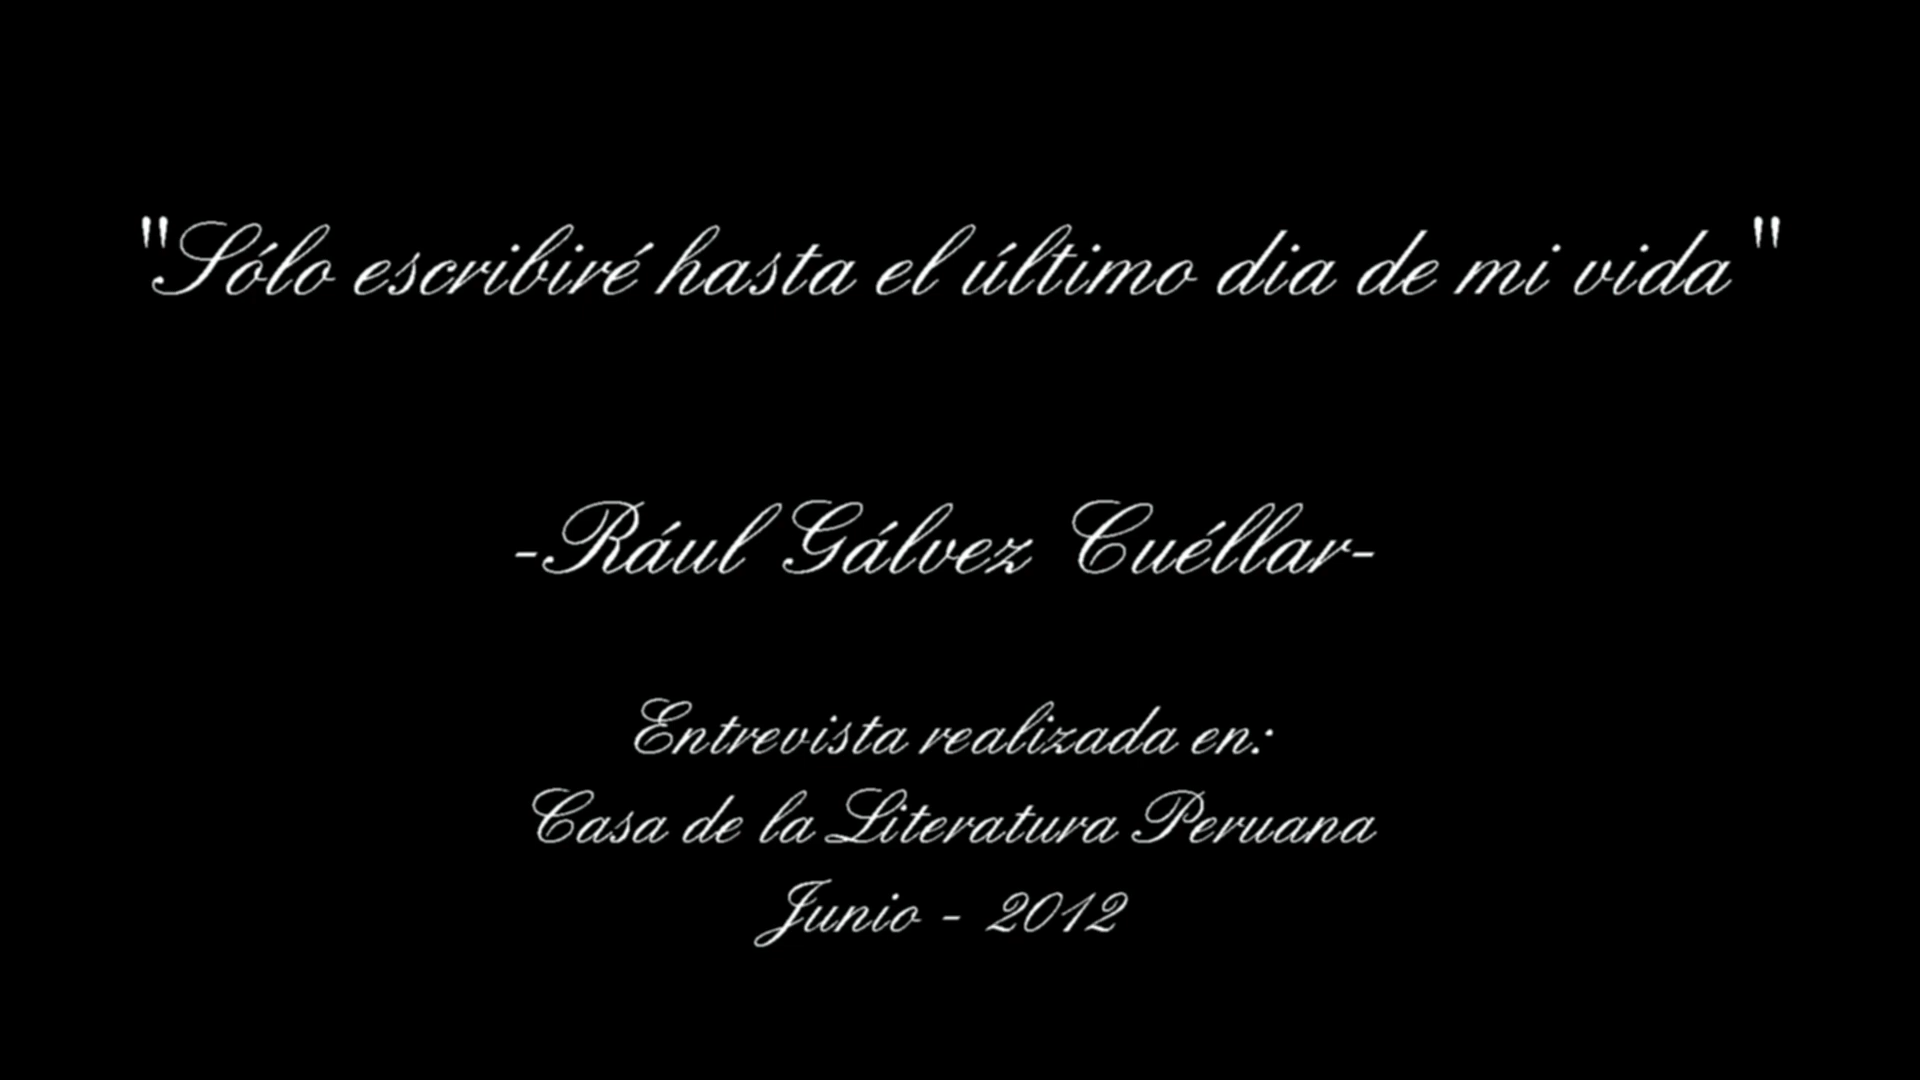 "Sólo escribiré hasta el último dia de mi vida"
-Rául Gálvez Cuéllar-
Entrevista realizada en:
Casa de la Literatura Peruana
Junio - 2012